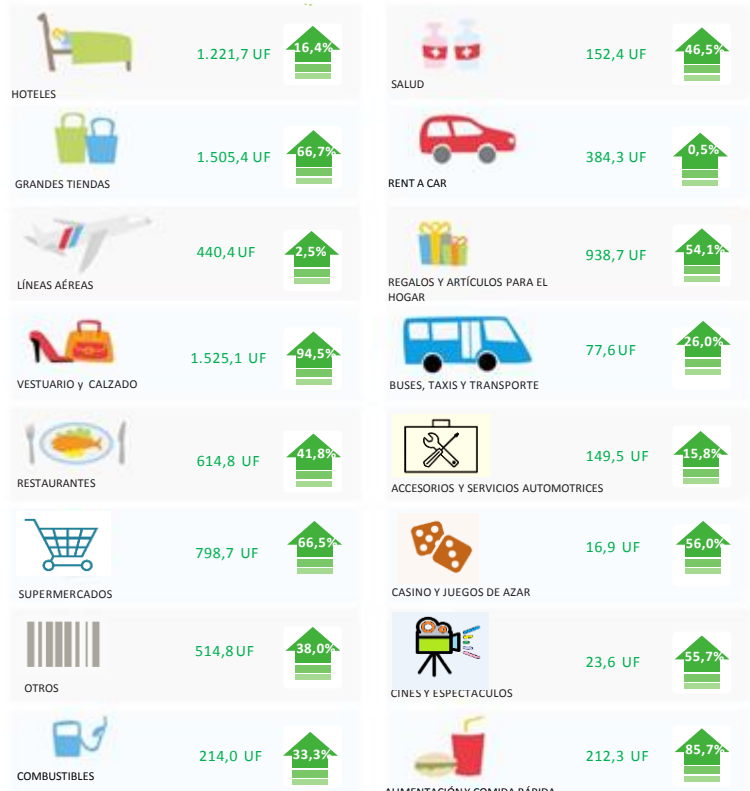 1.221,7 UF
16,4%
HOTELES
152,4 UF
46,5%
SALUD
1.505,4 UF
66,7%
GRANDES TIENDAS
384,3 UF
0,5%
RENT A CAR
440,4 UF
2,5%
LÍNEAS AÉREAS
938,7 UF
54,1%
REGALOS Y ARTÍCULOS PARA EL
HOGAR
1.525,1 UF
94,5%
VESTUARIO y CALZADO
77,6 UF
26,0%
BUSES, TAXIS Y TRANSPORTE
614,8 UF
41,8%
RESTAURANTES
149,5 UF
15,8%
ACCESORIOS Y SERVICIOS AUTOMOTRICES
798,7 UF
66,5%
SUPERMERCADOS
16,9 UF
56,0%
CASINO Y JUEGOS DE AZAR
514,8 UF
38,0%
OTROS
23,6 UF
55,7%
CINES Y ESPECTACULOS
214,0 UF
33,3%
COMBUSTIBLES
212,3 UF
85,7%
ALIMENTACIÓN Y COMIDA RÁPIDA